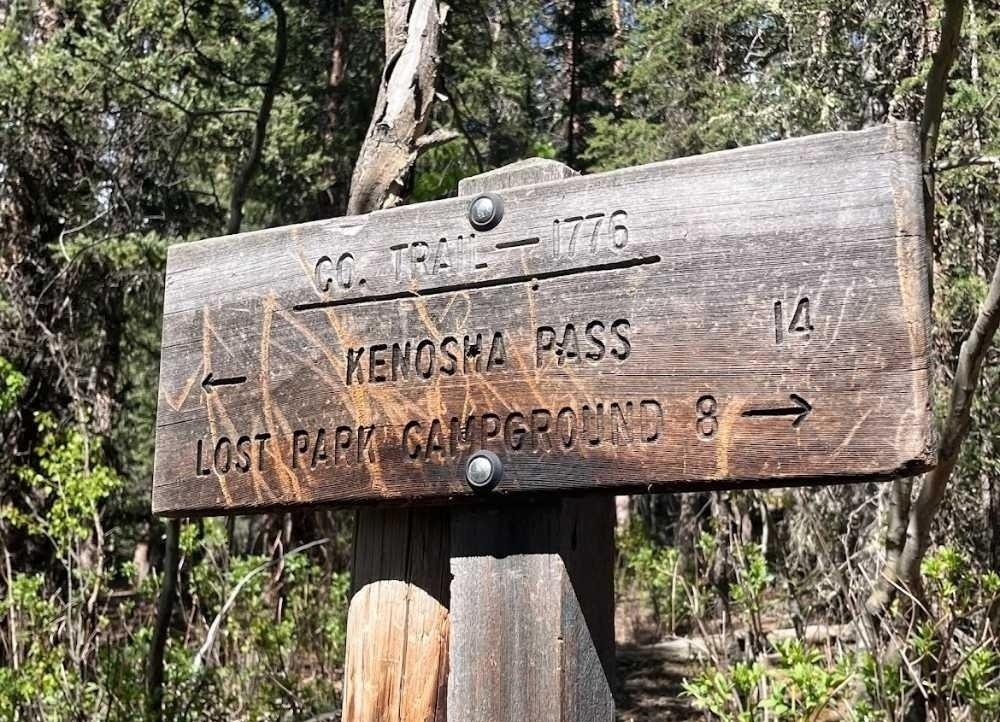 CO. TRAIL — 1776
← KENOSHA PASS 14
LOST PARK CAMPGROUND 8 →